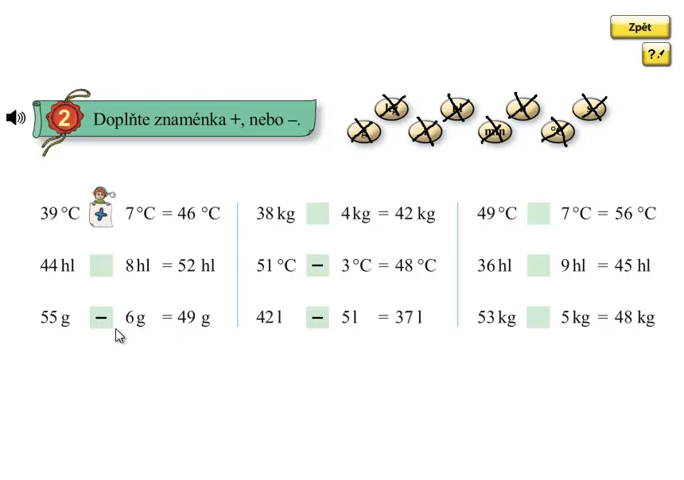 Zpět
?
2 Doplňte znaménka +, nebo –.
kg hl l s
g l min °C
39 °C + 7 °C = 46 °C
44 hl 8 hl = 52 hl
55 g – 6 g = 49 g
38 kg 4 kg = 42 kg
51 °C – 3 °C = 48 °C
42 l – 5 l = 37 l
49 °C 7 °C = 56 °C
36 hl 9 hl = 45 hl
53 kg 5 kg = 48 kg